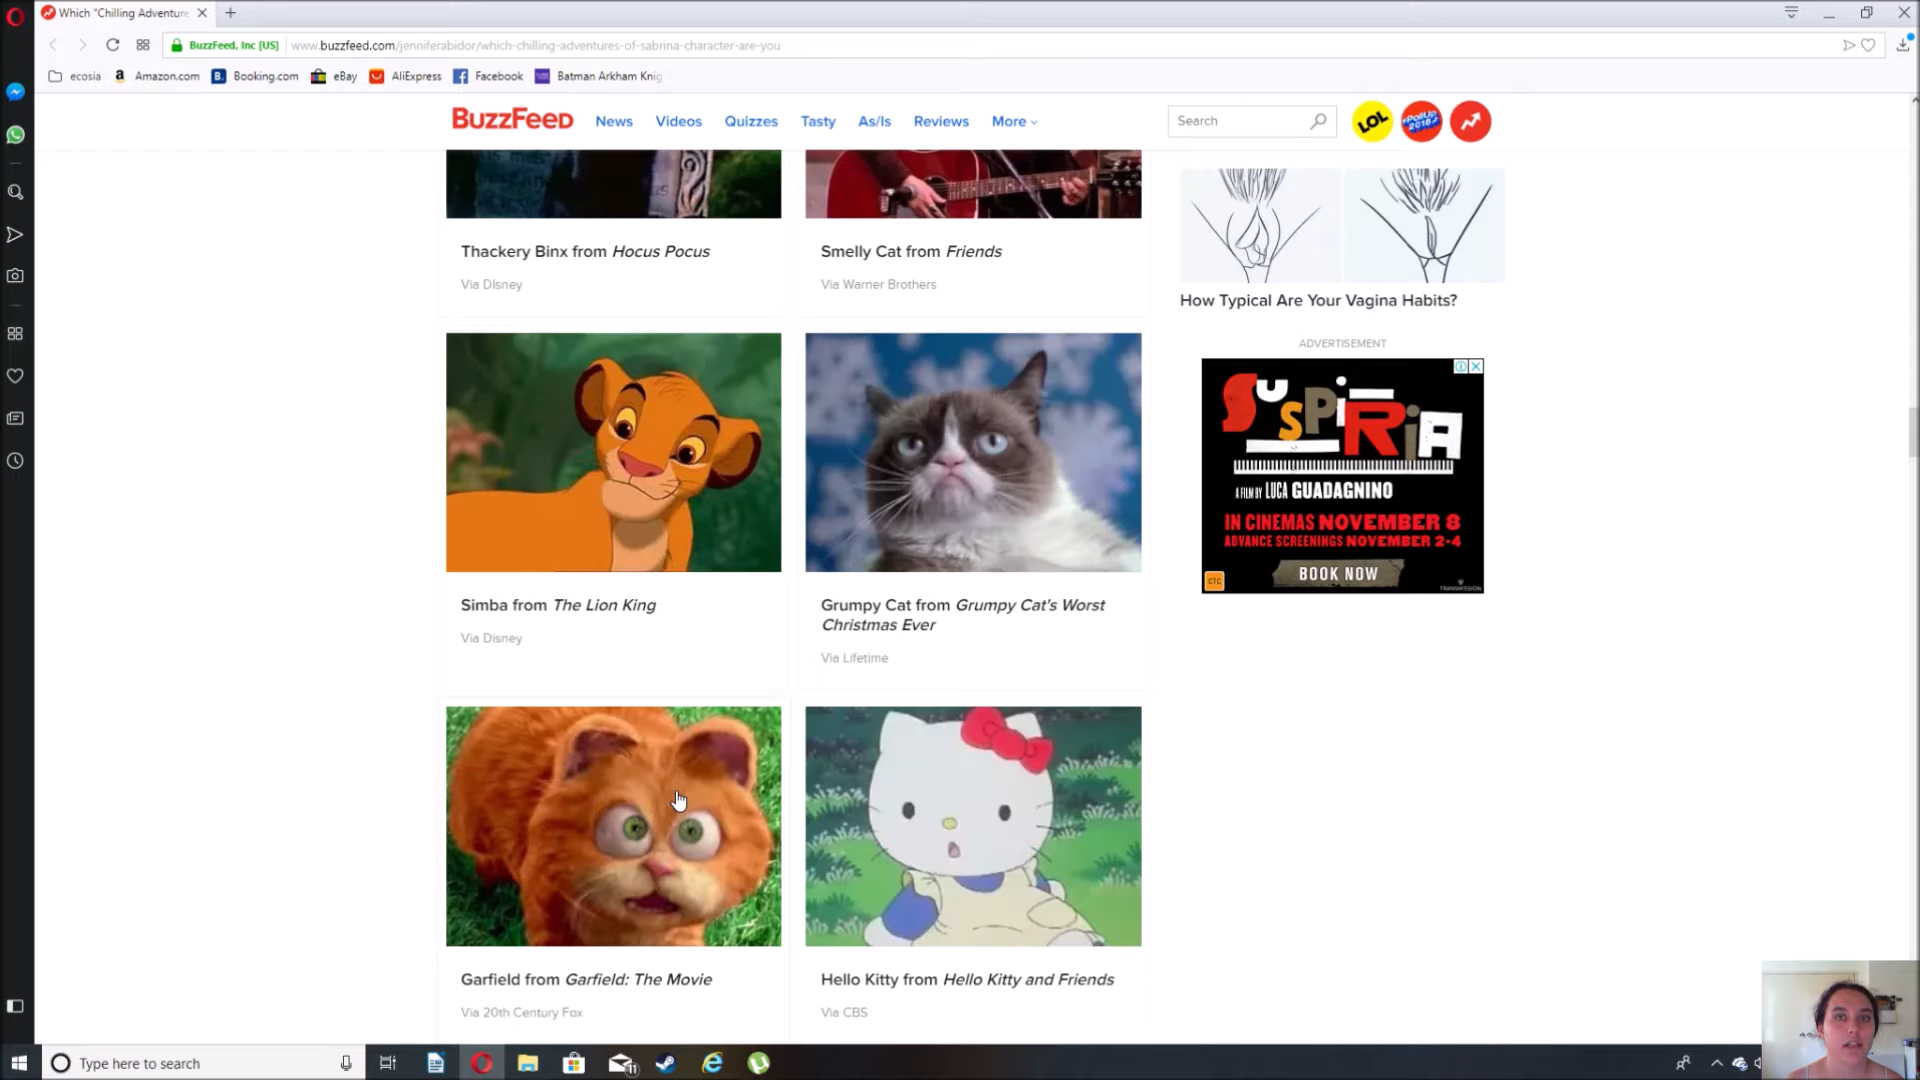 Which "Chilling Adventure
BuzzFeed, Inc [US]
www.buzzfeed.com/jenniferabidor/which-chilling-adventures-of-sabrina-character-are-you
ecosia
Amazon.com
Booking.com
eBay
AliExpress
Facebook
Batman Arkham Knig
BuzzFeed
News
Videos
Quizzes
Tasty
As/Is
Reviews
More
Search
LOL
#PollUp 2018
Thackery Binx from Hocus Pocus
Via DIsney
Smelly Cat from Friends
Via Warner Brothers
How Typical Are Your Vagina Habits?
ADVERTISEMENT
SUSPIRIA
A FILM BY LUCA GUADAGNINO
IN CINEMAS NOVEMBER 8
ADVANCE SCREENINGS NOVEMBER 2-4
BOOK NOW
CTC
TRANSMISSION
Simba from The Lion King
Via Disney
Grumpy Cat from Grumpy Cat's Worst
Christmas Ever
Via Lifetime
Garfield from Garfield: The Movie
Via 20th Century Fox
Hello Kitty from Hello Kitty and Friends
Via CBS
Type here to search
11